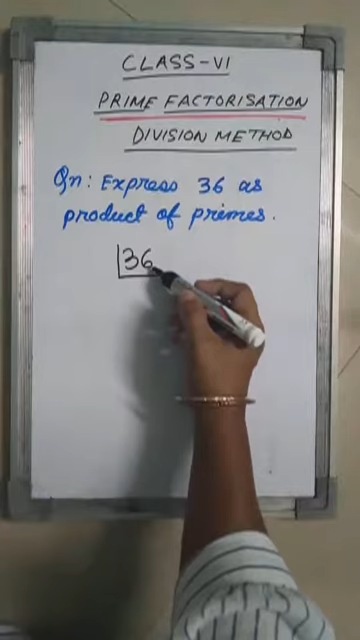 CLASS-VI
PRIME FACTORISATION
DIVISION METHOD
Qn: Express 36 as
product of primes.
36